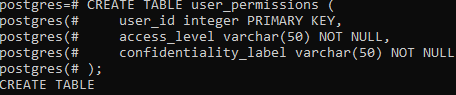 postgres=# CREATE TABLE user_permissions (
postgres(#     user_id integer PRIMARY KEY,
postgres(#     access_level varchar(50) NOT NULL,
postgres(#     confidentiality_label varchar(50) NOT NULL
postgres(# );
CREATE TABLE